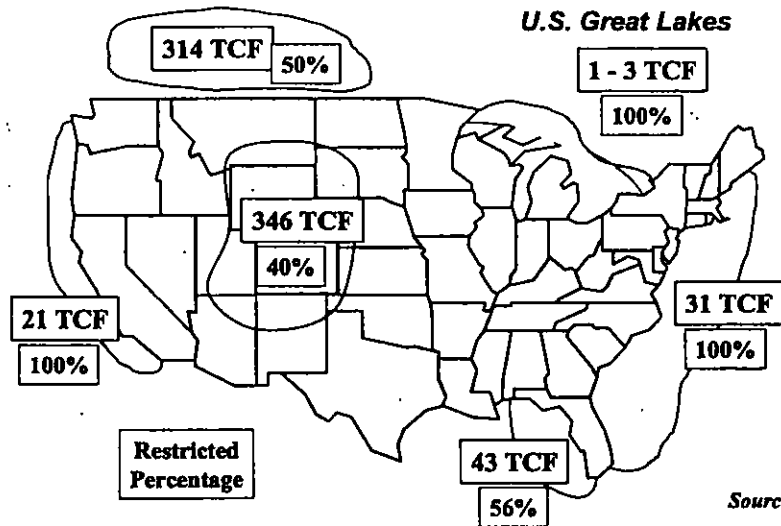 U.S. Great Lakes
314 TCF
50%
1 - 3 TCF
100%
346 TCF
40%
21 TCF
100%
31 TCF
100%
Restricted
Percentage
43 TCF
56%
Sourc